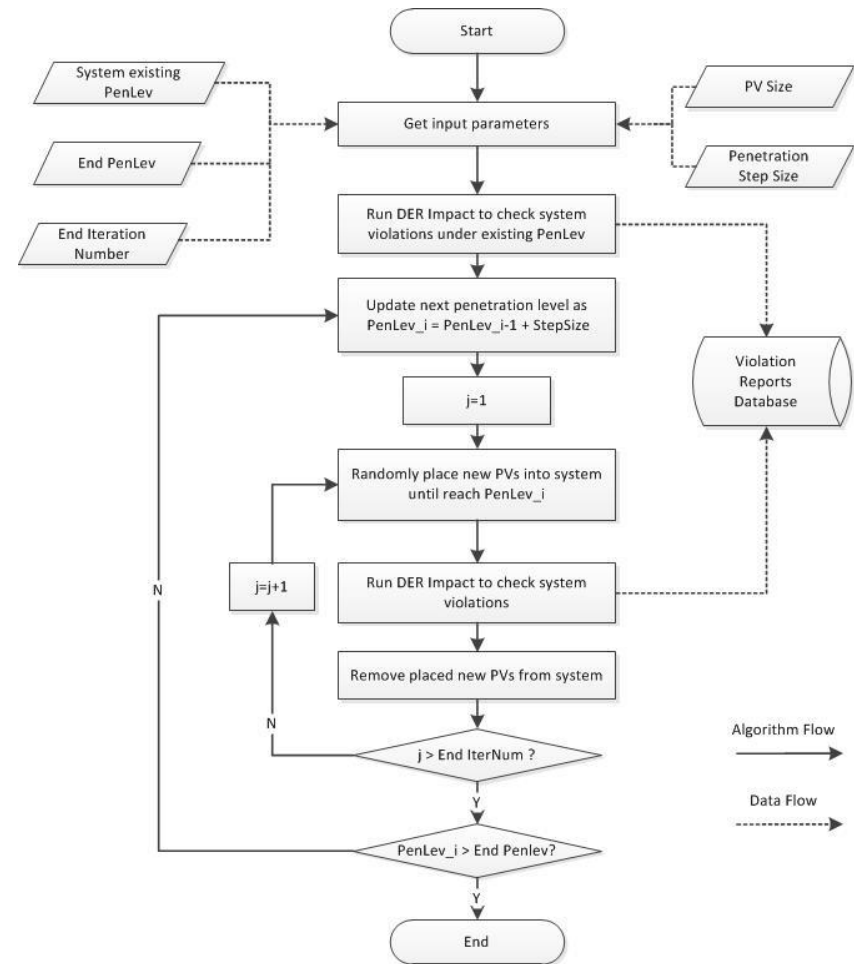 Start
System existing
PenLev
End PenLev
End Iteration
Number
Get input parameters
PV Size
Penetration
Step Size
Run DER Impact to check system
violations under existing PenLev
Update next penetration level as
PenLev_i = PenLev_i-1 + StepSize
Violation
Reports
Database
j=1
Randomly place new PVs into system
until reach PenLev_i
N
j=j+1
Run DER Impact to check system
violations
Remove placed new PVs from system
N
j > End IterNum ?
Y
PenLev_i > End Penlev?
Y
End
Algorithm Flow
Data Flow